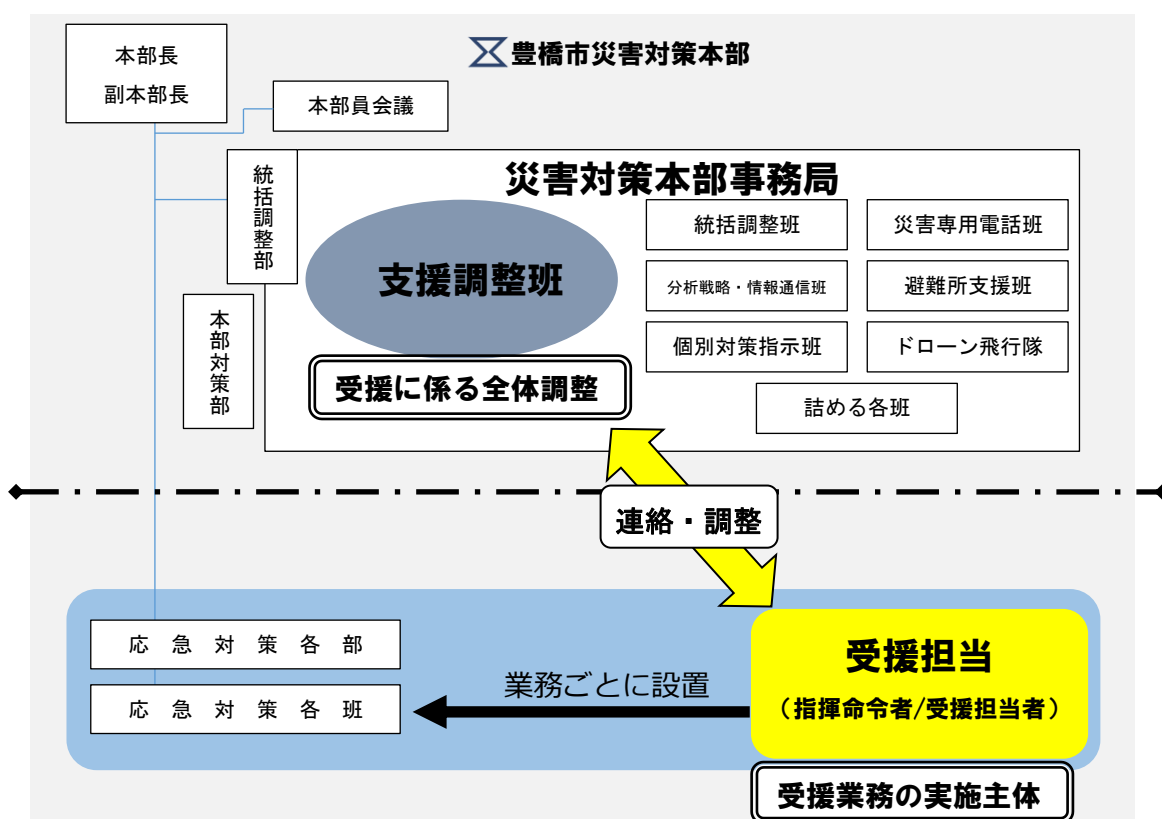 本部長
副本部長
豊橋市災害対策本部
本部員会議
統括調整部
災害対策本部事務局
支援調整班
統括調整班
災害専用電話班
分析戦略・情報通信班
避難所支援班
個別対策指示班
ドローン飛行隊
詰める各班
本部対策部
受援に係る全体調整
連絡・調整
応急対策各部
応急対策各班
業務ごとに設置
受援担当
（指揮命令者/受援担当者）
受援業務の実施主体